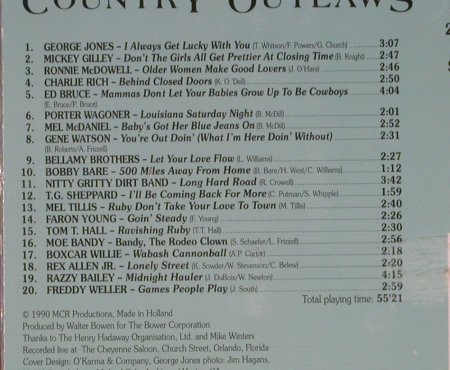 COUNTRY OUTLAWS
1. GEORGE JONES – I Always Get Lucky With You (T. Whitson/F. Powers/G. Church) 3:07
2. MICKEY GILLEY – Don't The Girls All Get Prettier At Closing Time (B. Knight) 2:47
3. RONNIE McDOWELL – Older Women Make Good Lovers (J. O'Hara) 2:46
4. CHARLIE RICH – Behind Closed Doors (K. O. Dell) 2:50
5. ED BRUCE – Mammas Dont Let Your Babies Grow Up To Be Cowboys 4:04
(E. Bruce/P. Bruce)
6. PORTER WAGONER – Louisiana Saturday Night (B. McDill) 2:01
7. MEL McDANIEL – Baby's Got Her Blue Jeans On (B. McDill) 2:52
8. GENE WATSON – You're Out Doin' (What I'm Here Doin' Without) 2:31
(B. Roberts/A. Frizzell)
9. BELLAMY BROTHERS – Let Your Love Flow (L. Williams) 2:27
10. BOBBY BARE – 500 Miles Away From Home (B. Bare/H. West/C. Williams) 1:12
11. NITTY GRITTY DIRT BAND – Long Hard Road (R. Crowell) 3:42
12. T.G. SHEPPARD – I'll Be Coming Back For More (C. Putman/S. Whipple) 1:59
13. MEL TILLIS – Ruby Don't Take Your Love To Town (M. Tillis) 2:40
14. FARON YOUNG – Goin' Steady (F. Young) 2:26
15. TOM T. HALL – Ravishing Ruby (T.T. Hall) 2:30
16. MOE BANDY – Bandy, The Rodeo Clown (S. Schaefer/L. Frizzell) 2:56
17. BOXCAR WILLIE – Wabash Cannonball (A.P. Carter) 2:18
18. REX ALLEN JR. – Lonely Street (K. Sowder/W. Stevenson/C. Belew) 2:20
19. RAZZY BAILEY – Midnight Hauler (J. DuBois/W. Newton) 4:15
20. FREDDY WELLER – Games People Play (J. South) 2:59
Total playing time: 55'21
© 1990 MCR Productions, Made in Holland
Produced by Walter Bowen for The Bower Corporation
Thanks to The Henry Hadaway Organisation, Ltd and Mike Winters
Recorded live at The Cheyenne Saloon, Church Street, Orlando, Florida
Cover Design: O'Karma & Company, George Jones photo: Jim Hagans,